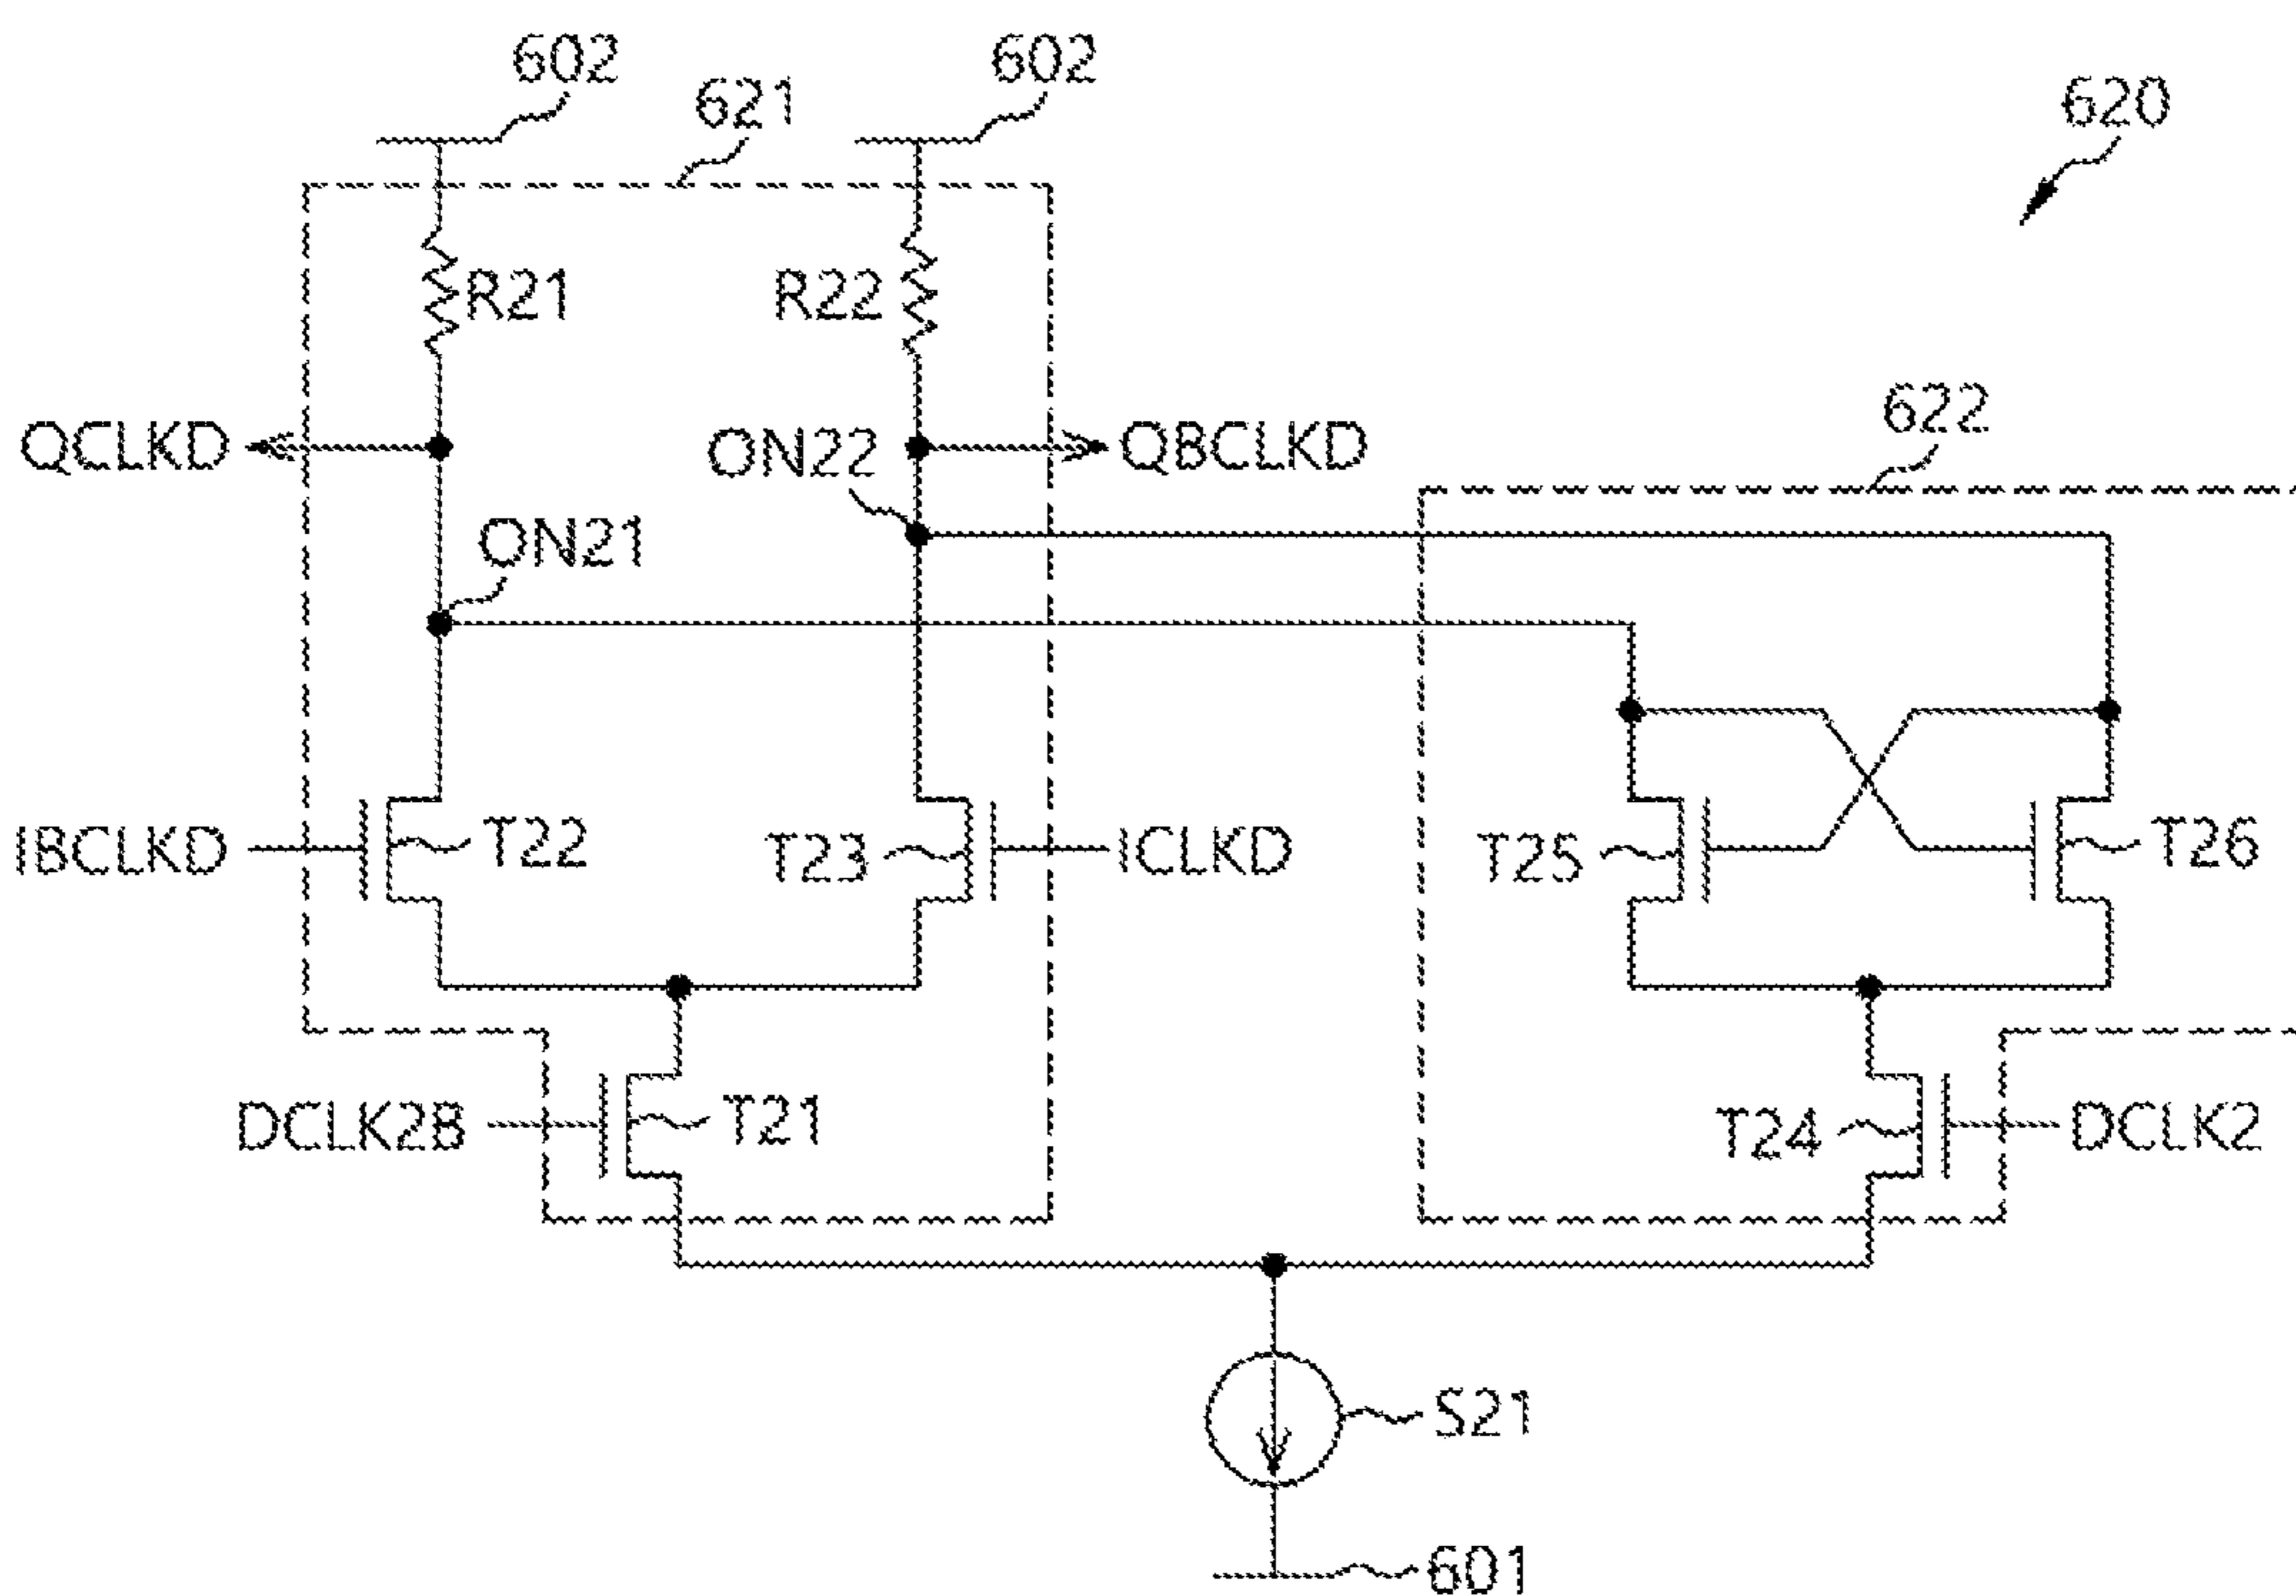 602
602
621
620
R21
R22
622
QCLKD
ON22
QBCLKD
ON21
IBCLKD
T22
T23
ICLKD
T25
T26
DCLK2B
T21
T24
DCLK2
S21
601